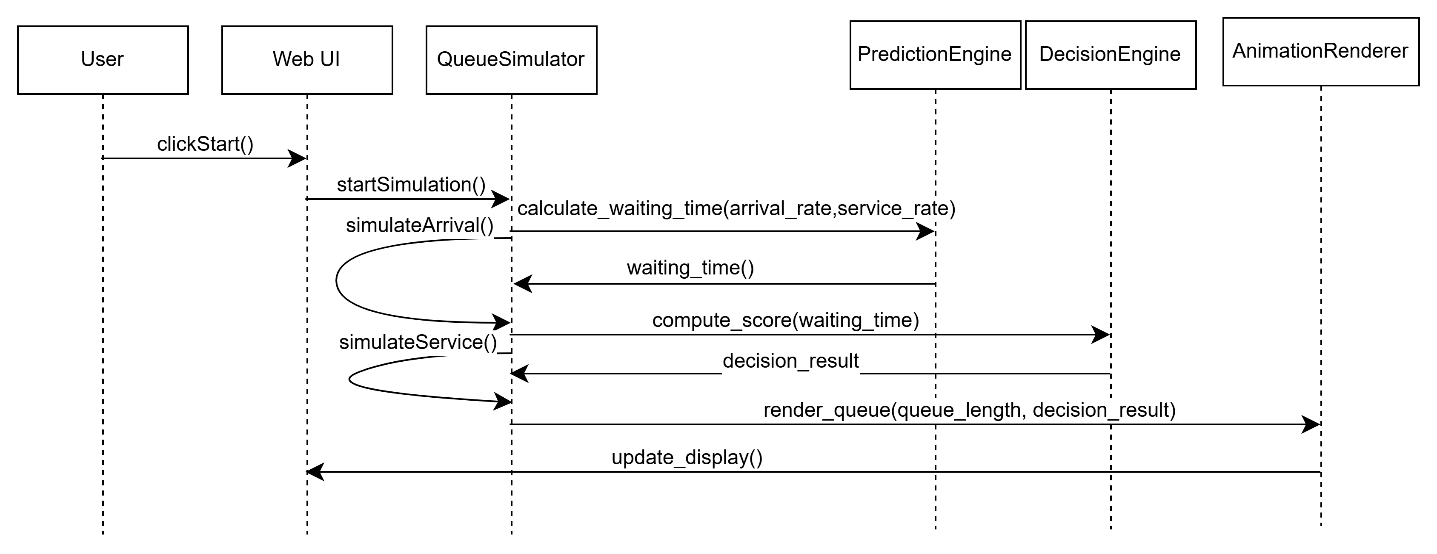 User
Web UI
QueueSimulator
PredictionEngine
DecisionEngine
AnimationRenderer
clickStart()
startSimulation()
calculate_waiting_time(arrival_rate,service_rate)
simulateArrival()
waiting_time()
compute_score(waiting_time)
simulateService()
decision_result
render_queue(queue_length, decision_result)
update_display()